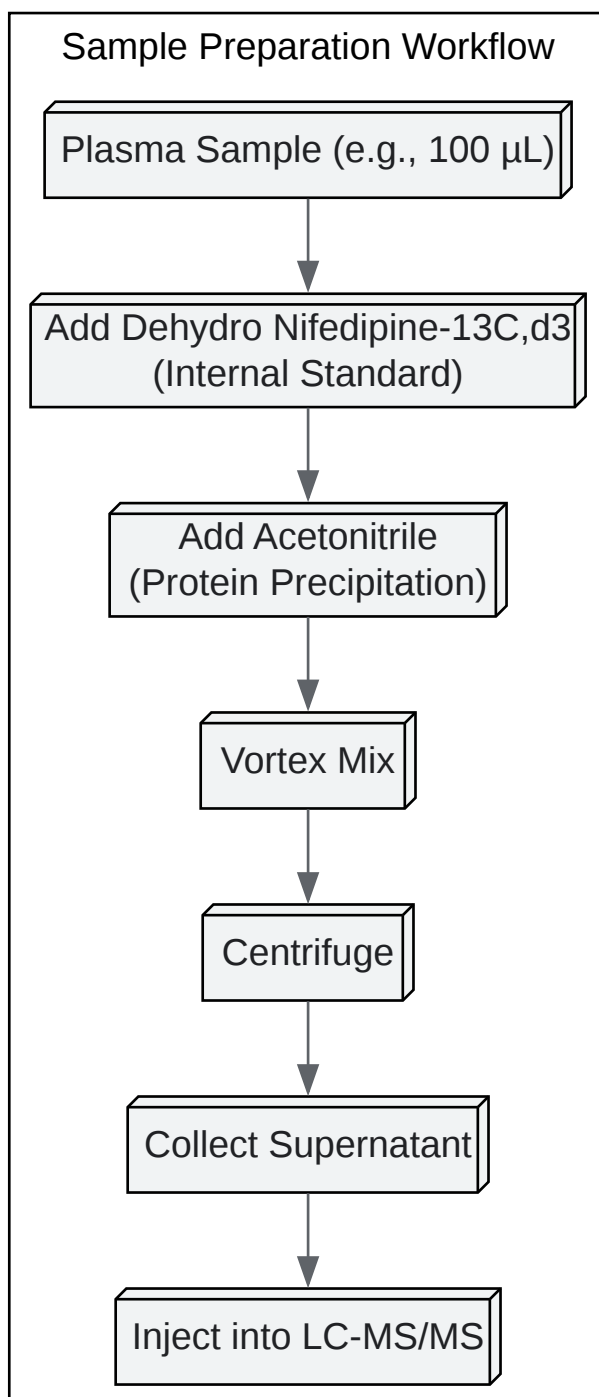 Sample Preparation Workflow
Plasma Sample (e.g., 100 µL)
Add Dehydro Nifedipine-13C,d3
(Internal Standard)
Add Acetonitrile
(Protein Precipitation)
Vortex Mix
Centrifuge
Collect Supernatant
Inject into LC-MS/MS